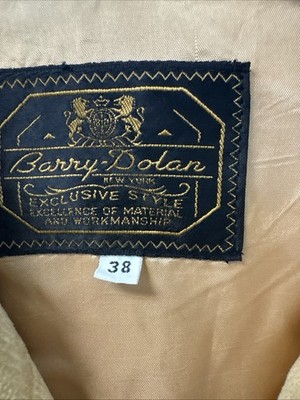 Barry-Dolan
NEW YORK
EXCLUSIVE STYLE
EXCELLENCE OF MATERIAL
AND WORKMANSHIP
38